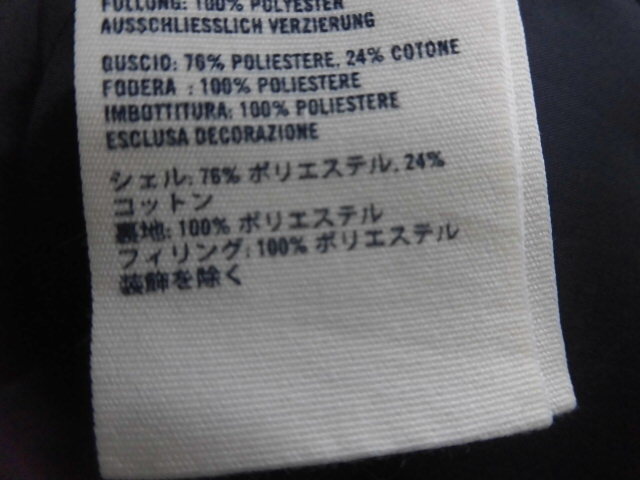 FÜLLUNG: 100% POLYESTER
AUSSCHLIESSLICH VERZIERUNG
GUSCIO: 76% POLIESTERE, 24% COTONE
FODERA : 100% POLIESTERE
IMBOTTITURA: 100% POLIESTERE
ESCLUSA DECORAZIONE
シェル: 76% ポリエステル, 24%
コットン
裏地: 100% ポリエステル
フィリング: 100% ポリエステル
装飾を除く